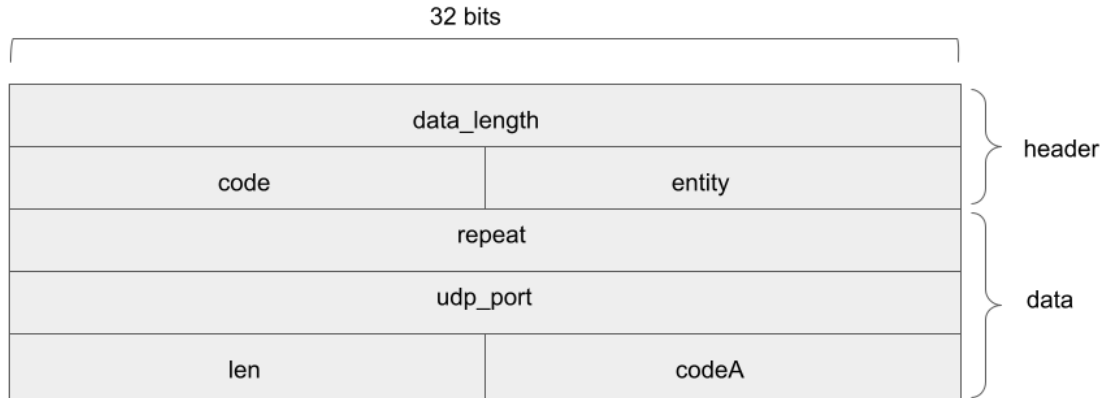 32 bits
data_length
header
code
entity
repeat
udp_port
data
len
codeA